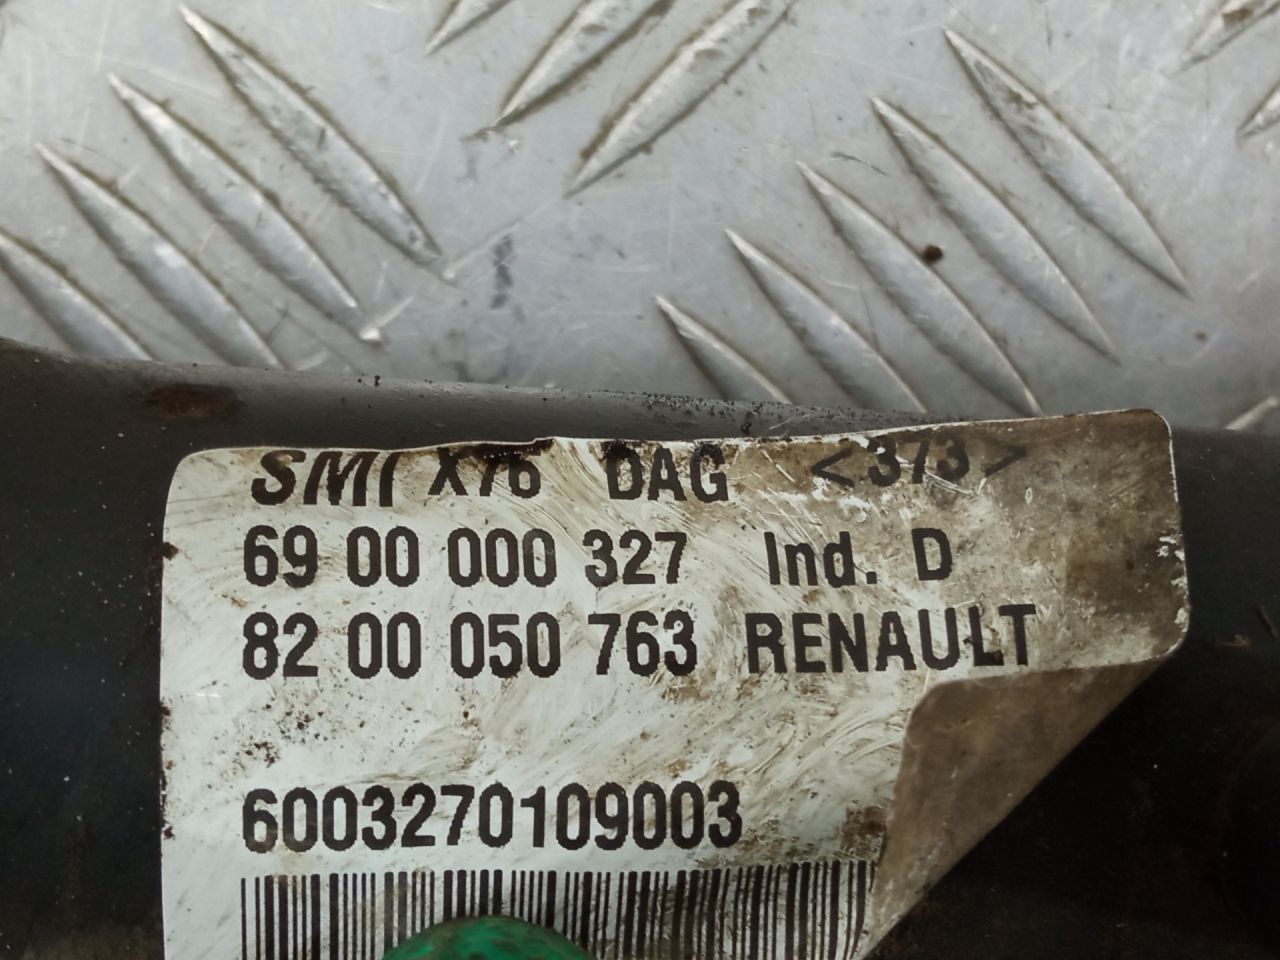 SMI X76 DAG <373>
69 00 000 327 Ind. D
82 00 050 763 RENAULT
6003270109003